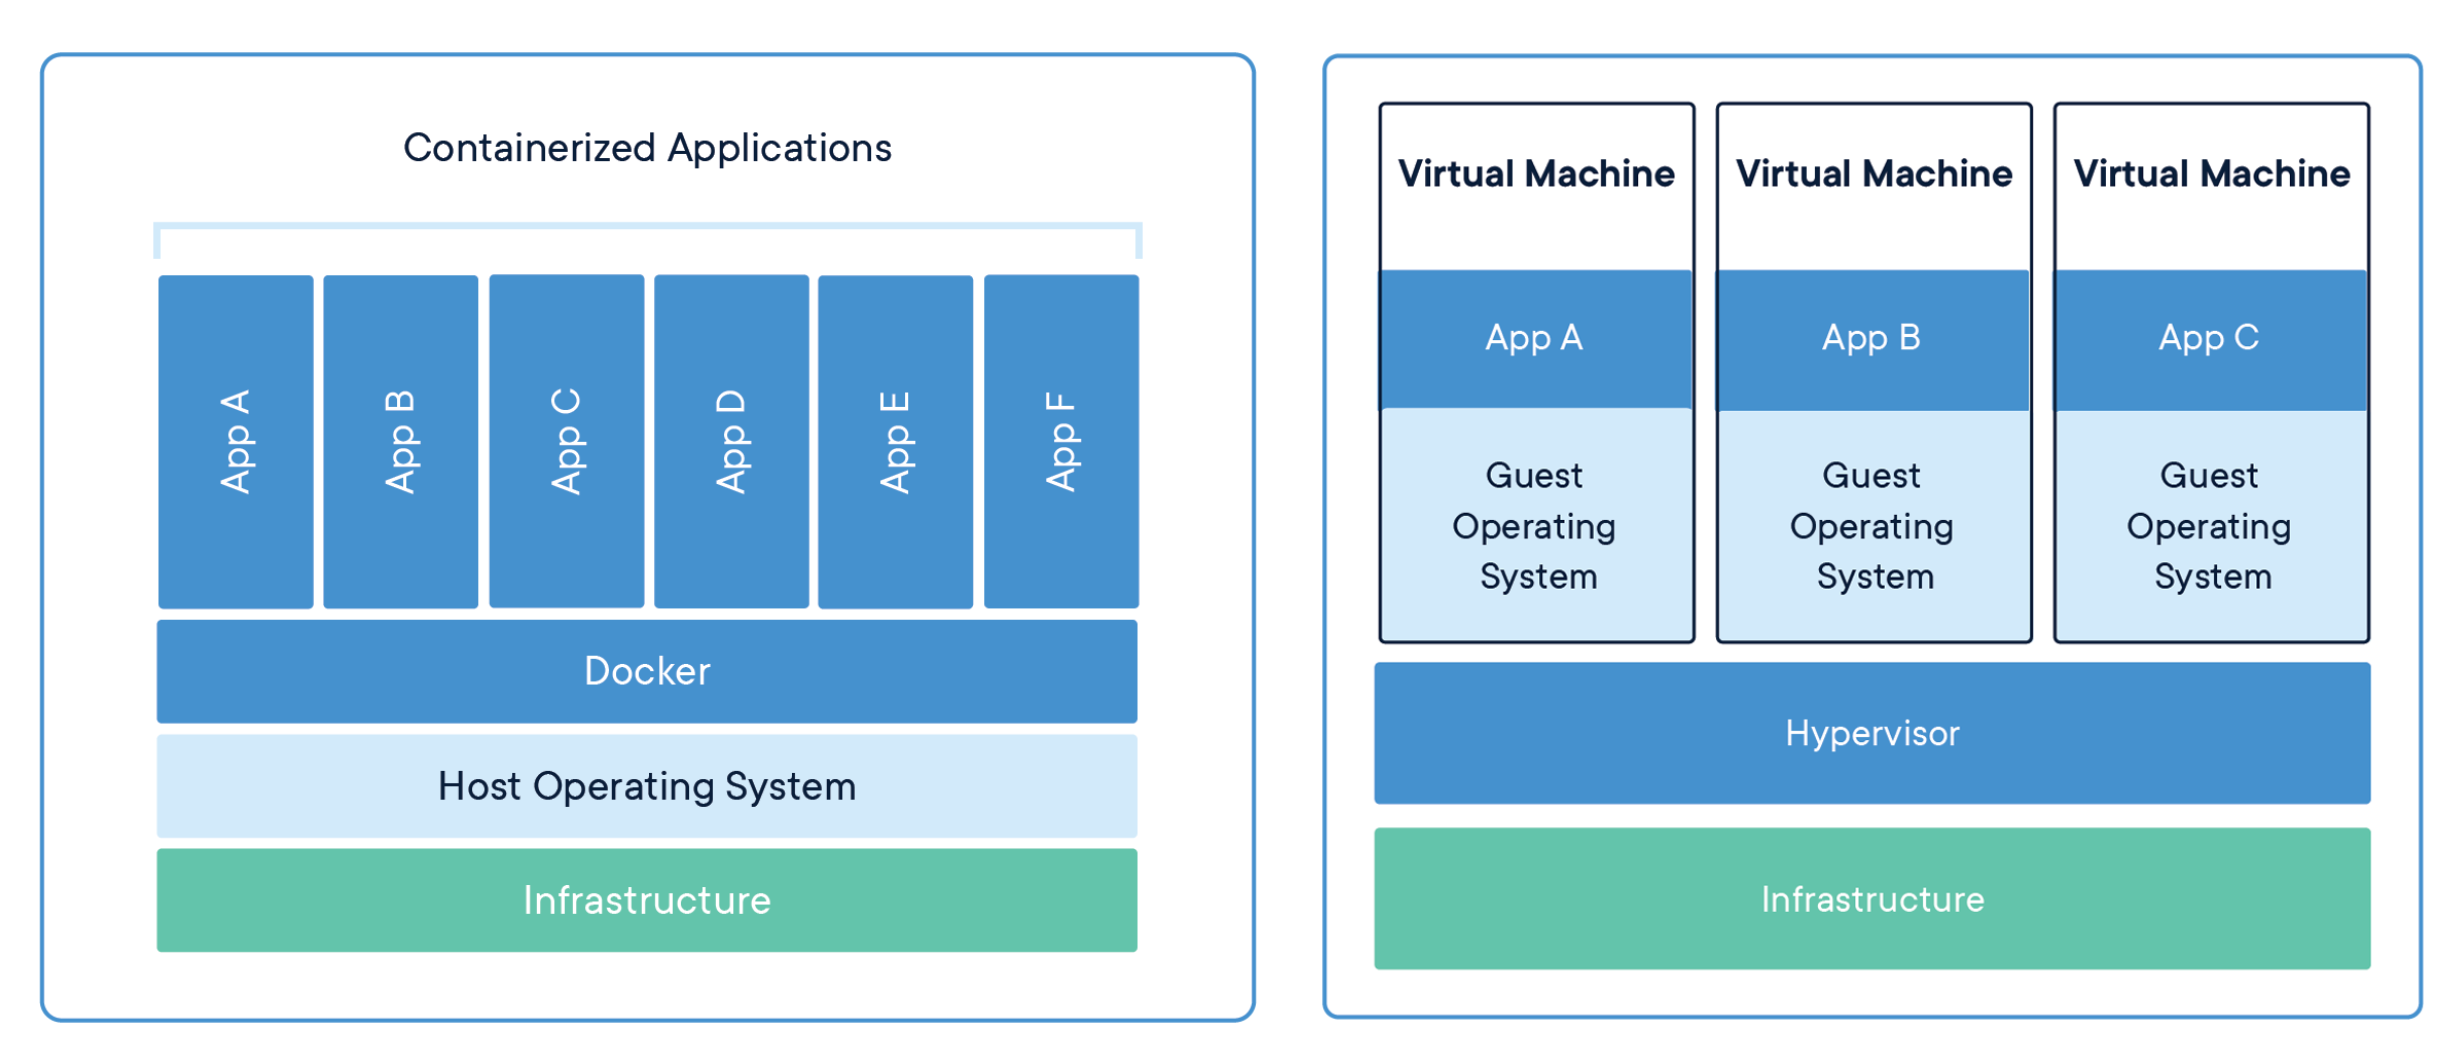 Containerized Applications
App A
App B
App C
App D
App E
App F
Docker
Host Operating System
Infrastructure
Virtual Machine
App A
Guest
Operating
System
Virtual Machine
App B
Guest
Operating
System
Virtual Machine
App C
Guest
Operating
System
Hypervisor
Infrastructure